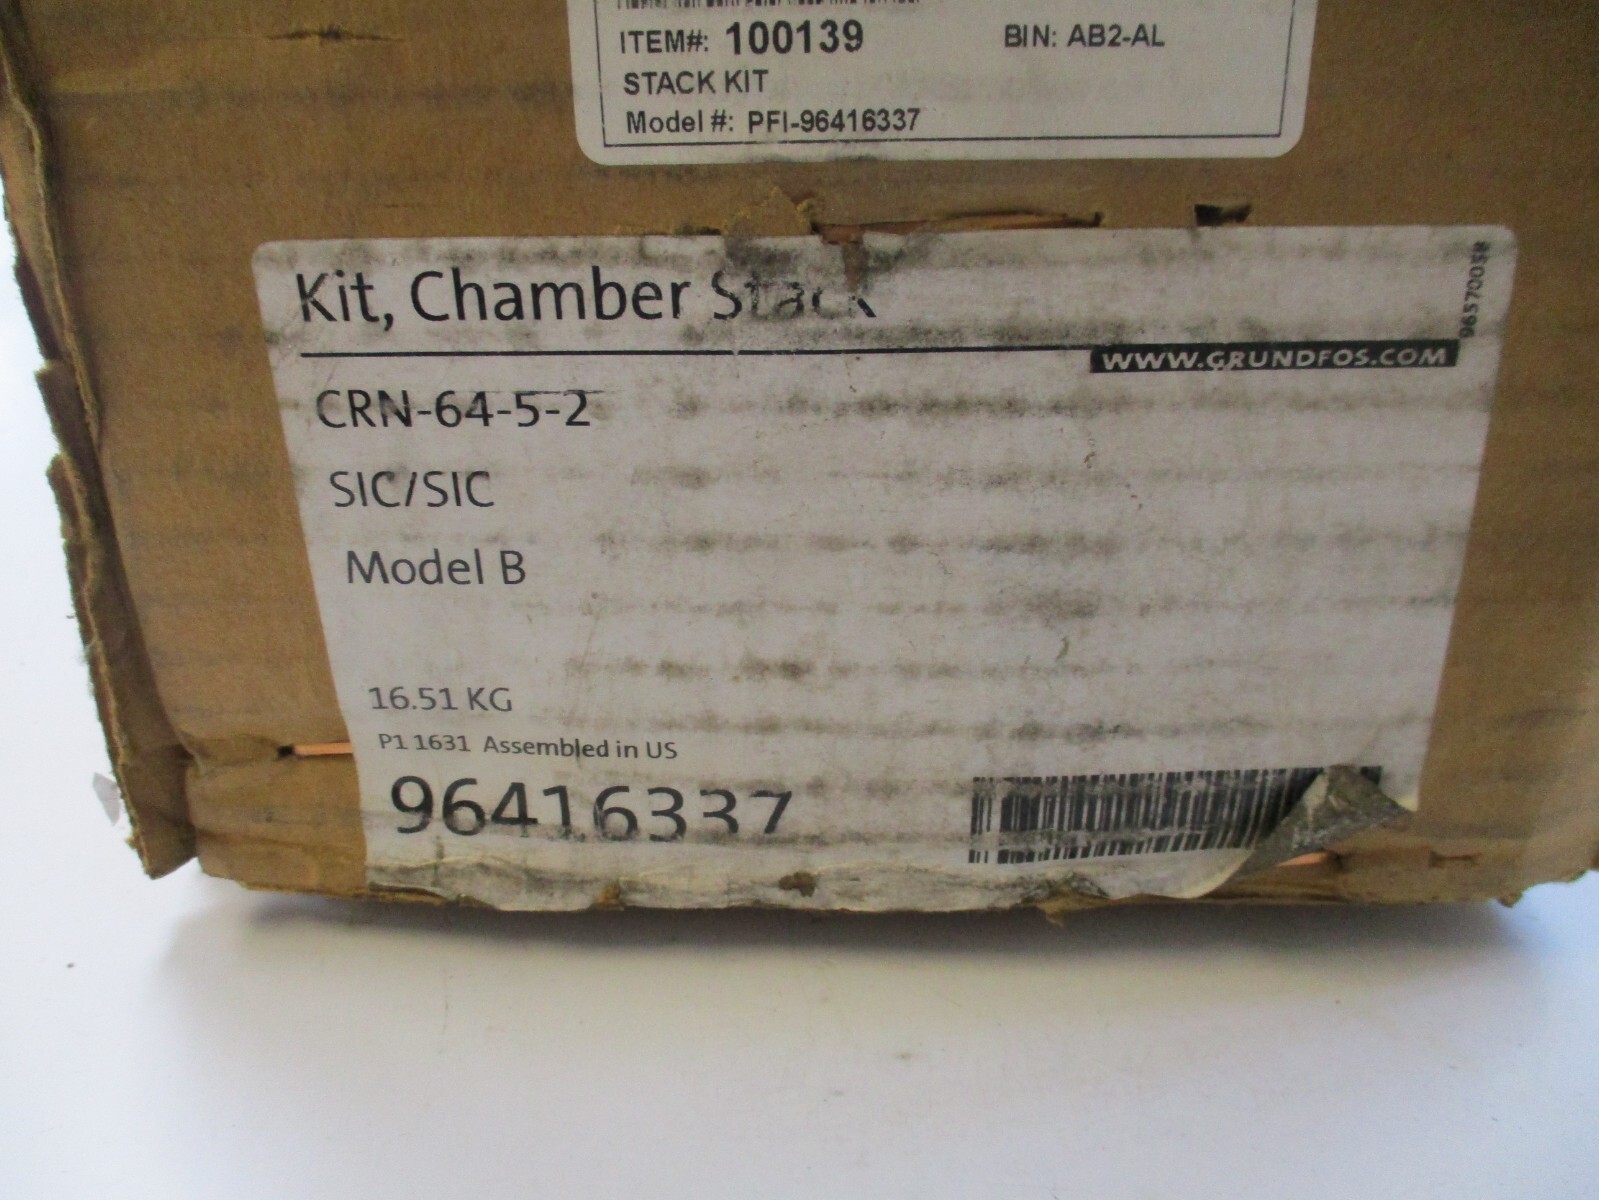 ITEM#: 100139 BIN: AB2-AL
STACK KIT
Model #: PFI-96416337
Kit, Chamber Stack
96570058
WWW.GRUNDFOS.COM
CRN-64-5-2
SIC/SIC
Model B
16.51 KG
P1 1631 Assembled in US
96416337